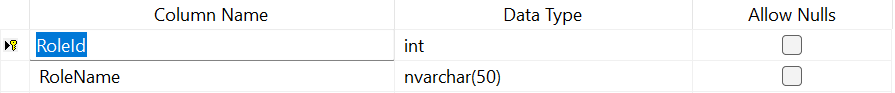 Column Name Data Type Allow Nulls
RoleId int
RoleName nvarchar(50)